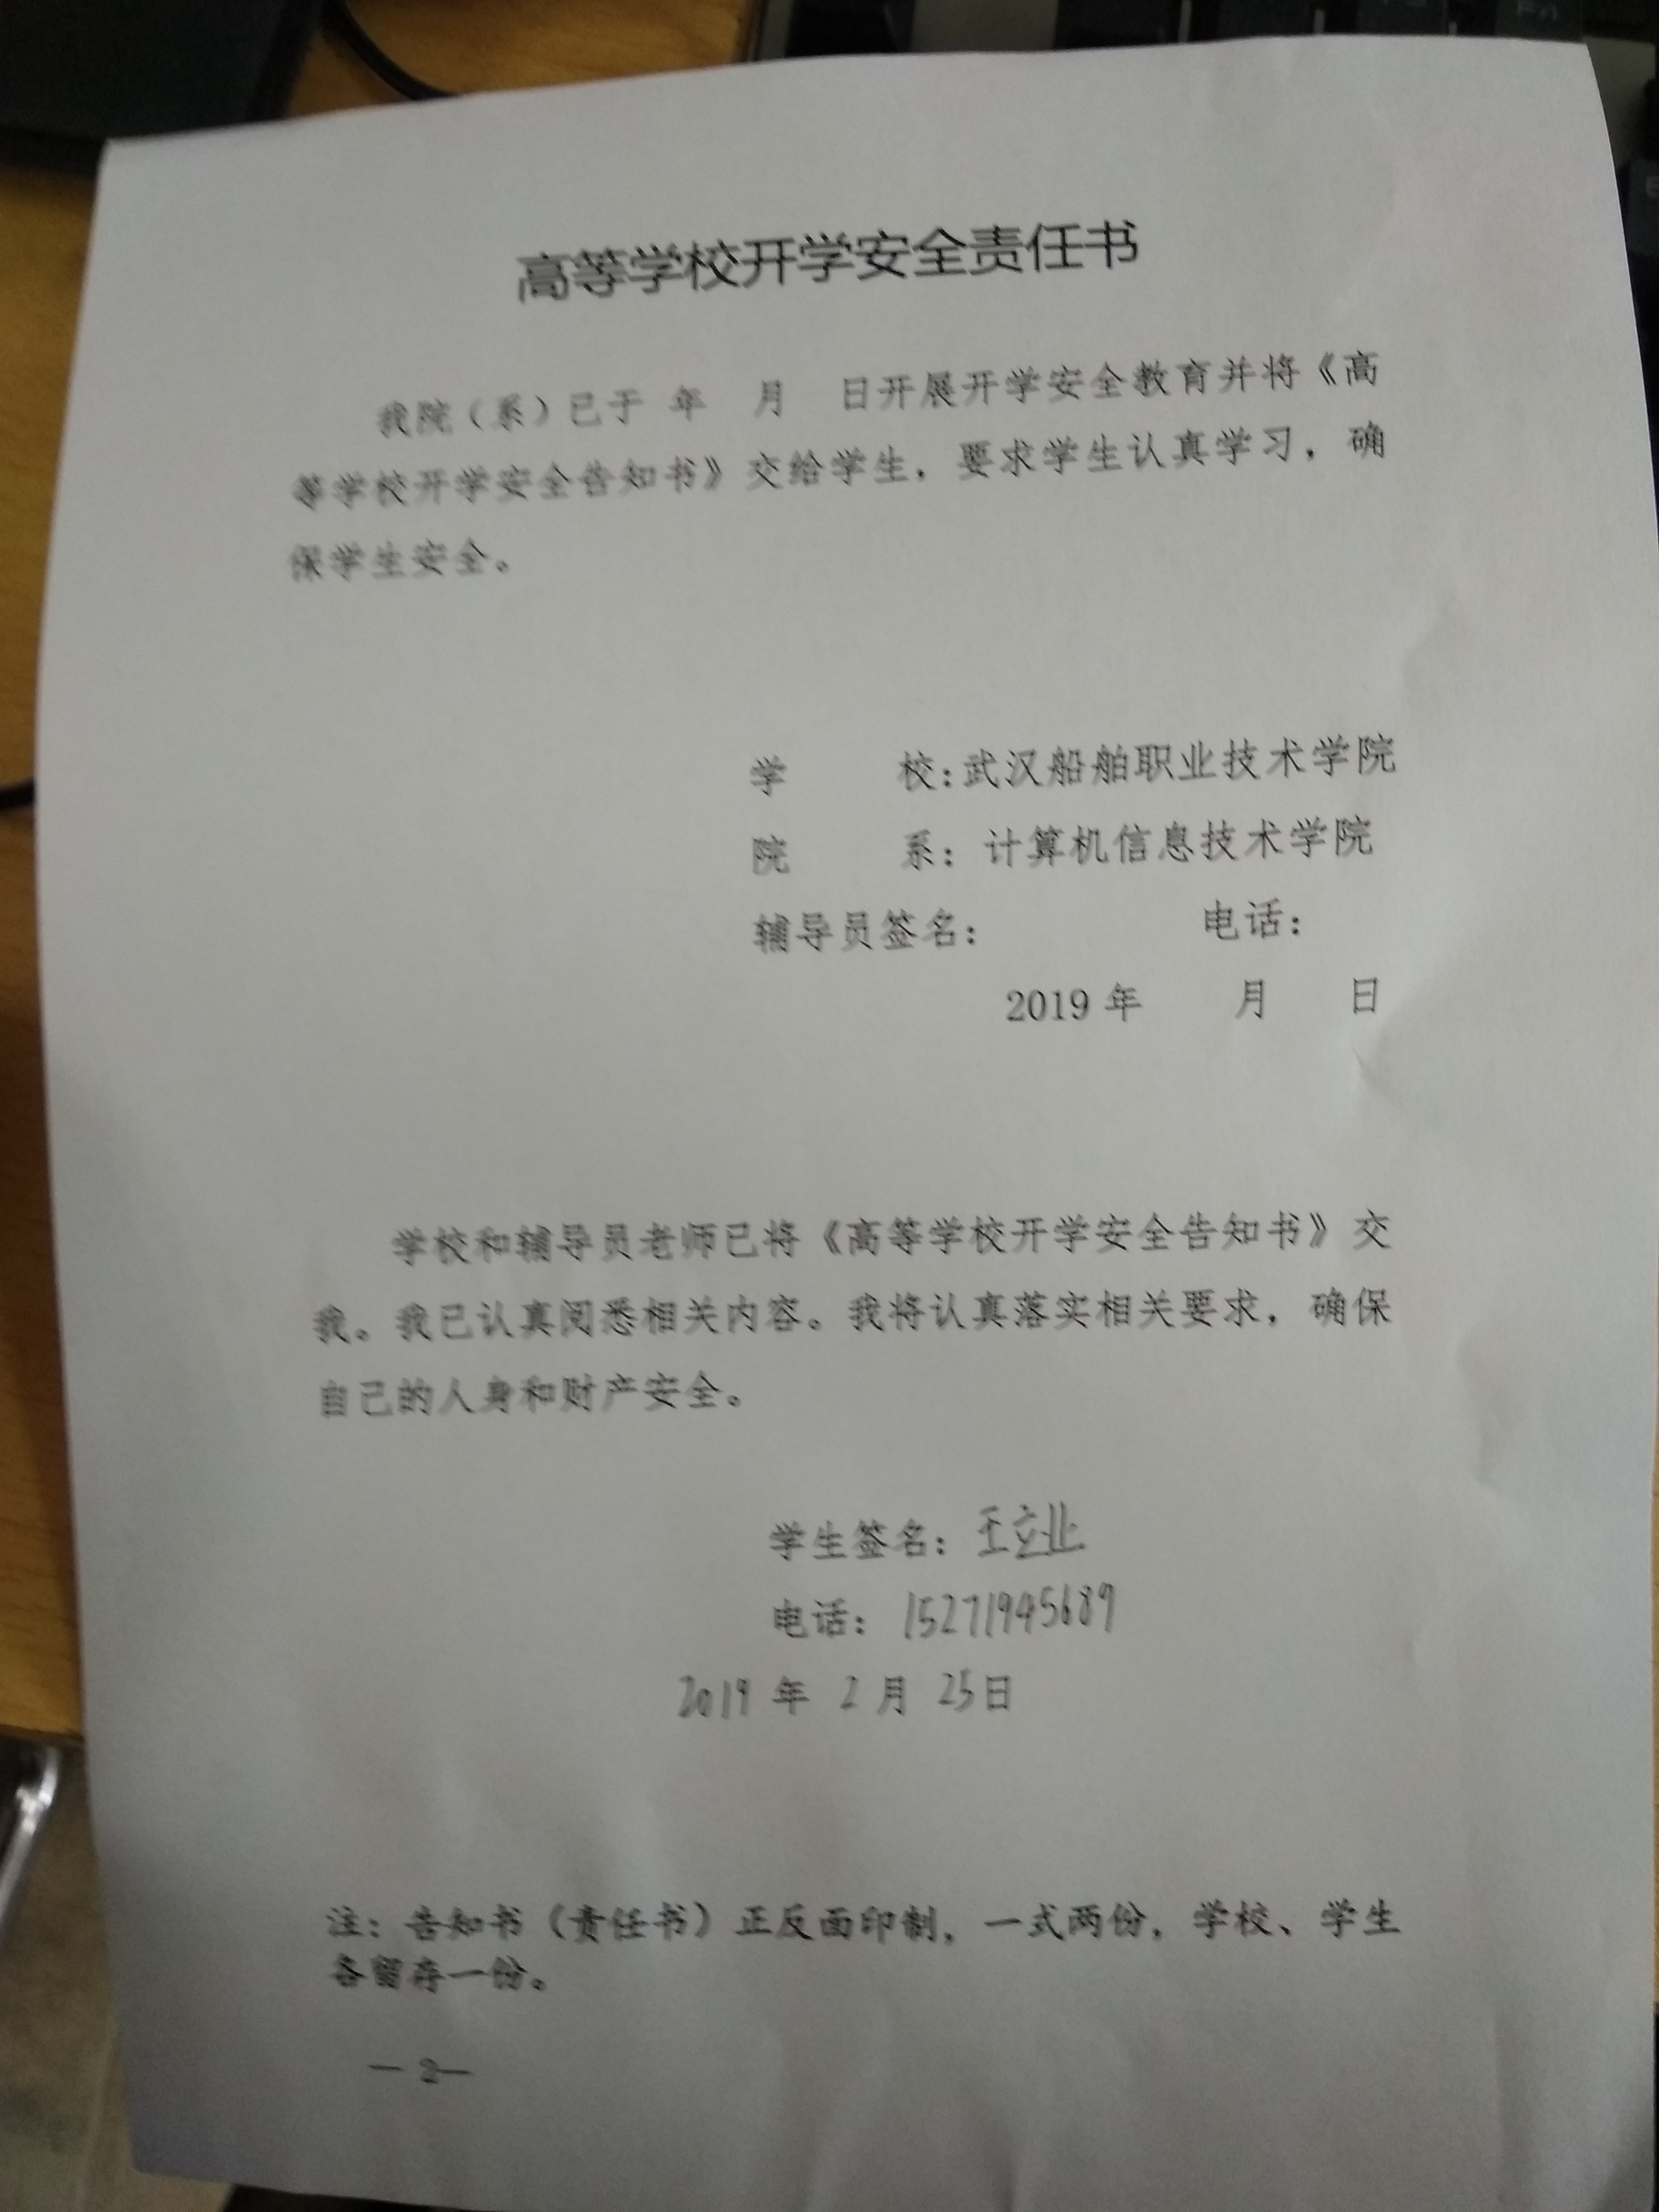 高等学校开学安全责任书
我院（系）已于 年 月 日开展开学安全教育并将《高
等学校开学安全告知书》交给学生，要求学生认真学习，确
保学生安全。
学 校：武汉船舶职业技术学院
院 系：计算机信息技术学院
辅导员签名： 电话：
2019 年 月 日
学校和辅导员老师已将《高等学校开学安全告知书》交
我。我已认真阅悉相关内容。我将认真落实相关要求，确保
自己的人身和财产安全。
学生签名：王立业
电话：15271945689
2019 年 2 月 25日
注：告知书（责任书）正反面印制，一式两份，学校、学生
各留存一份。
— 2—